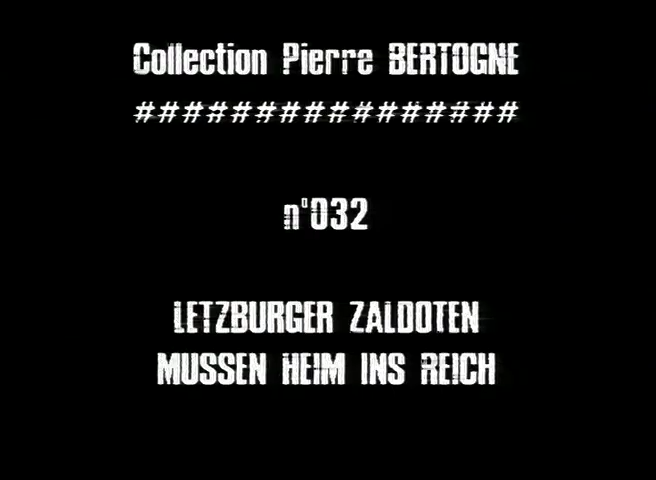 Collection Pierre BERTOGNE
################
n°032
LETZBURGER ZALDOTEN
MUSSEN HEIM INS REICH